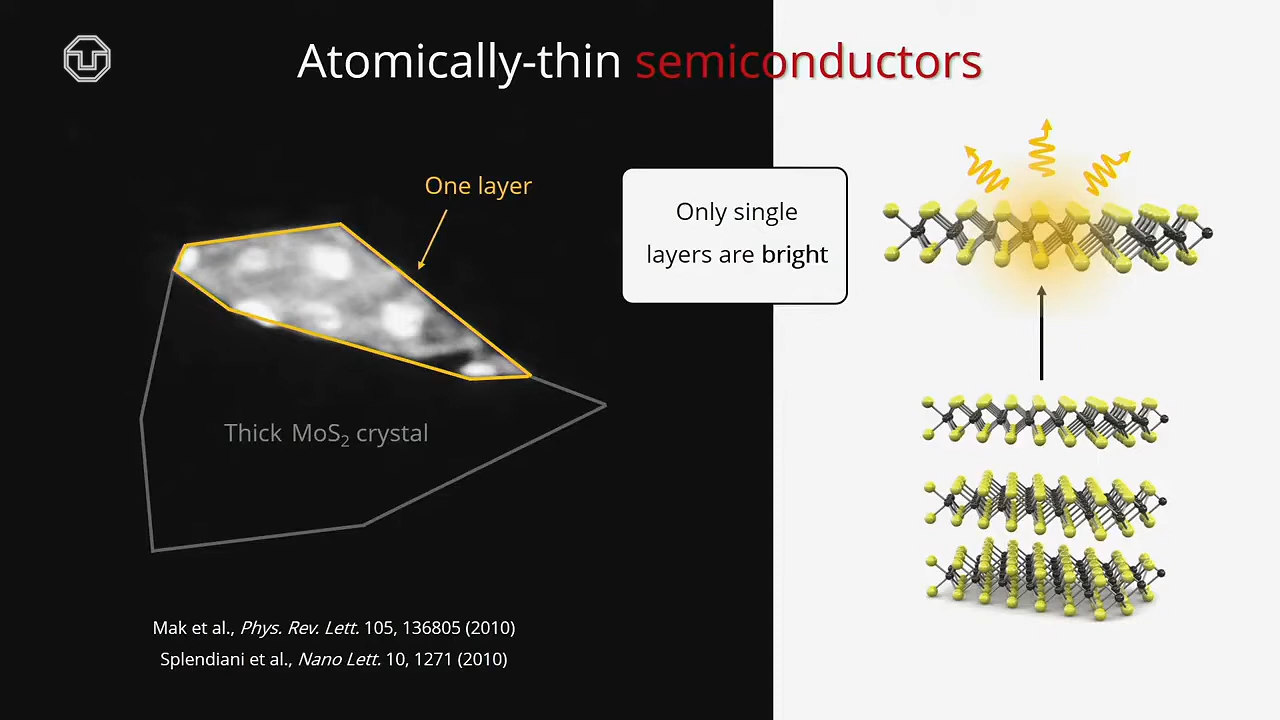 Atomically-thin semiconductors
One layer
Only single
layers are bright
Thick MoS₂ crystal
Mak et al., Phys. Rev. Lett. 105, 136805 (2010)
Splendiani et al., Nano Lett. 10, 1271 (2010)